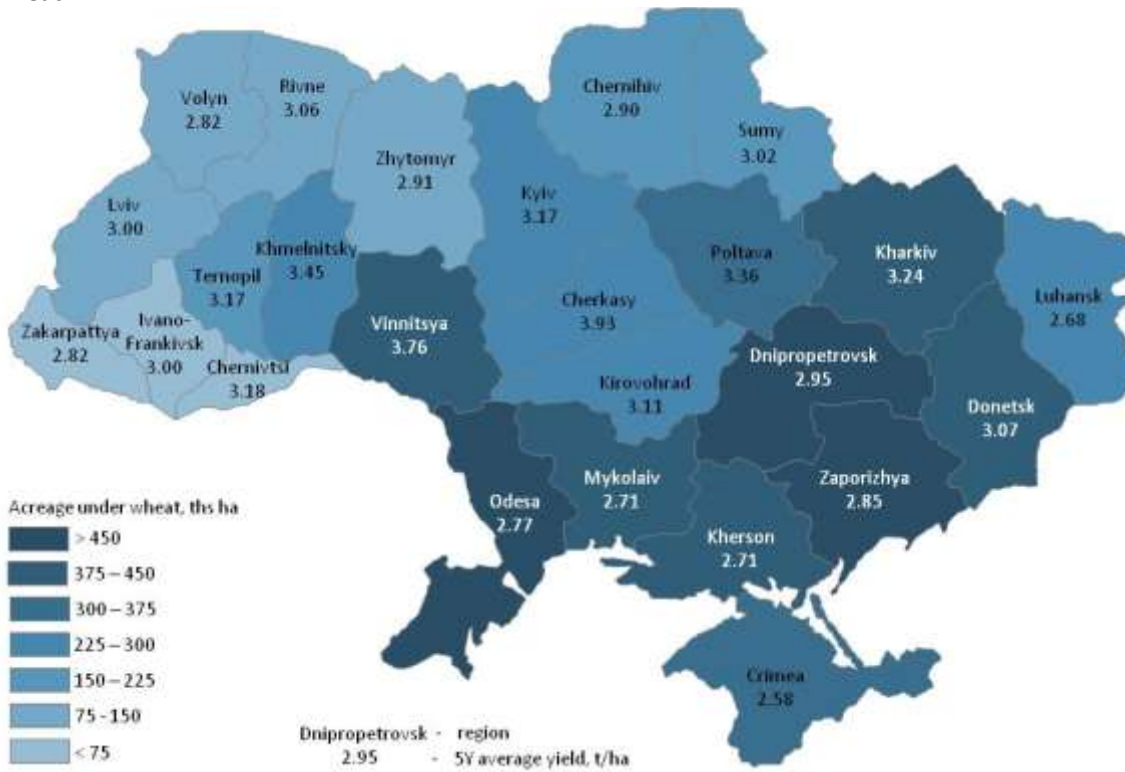 Volyn
2.82
Rivne
3.06
Zhytomyr
2.91
Chernihiv
2.90
Sumy
3.02
Kyiv
3.17
Lviv
3.00
Ternopil
3.17
Khmelnitsky
3.45
Poltava
3.36
Kharkiv
3.24
Luhansk
2.68
Cherkasy
3.93
Vinnitsya
3.76
Zakarpattya
2.82
Ivano-
Frankivsk
3.00
Chernivtsi
3.18
Kirovohrad
3.11
Dnipropetrovsk
2.95
Donetsk
3.07
Zaporizhya
2.85
Mykolaiv
2.71
Odesa
2.77
Kherson
2.71
Crimea
2.58
Acreage under wheat, ths ha
> 450
375 – 450
300 – 375
225 – 300
150 – 225
75 - 150
< 75
Dnipropetrovsk - region
2.95 - 5Y average yield, t/ha